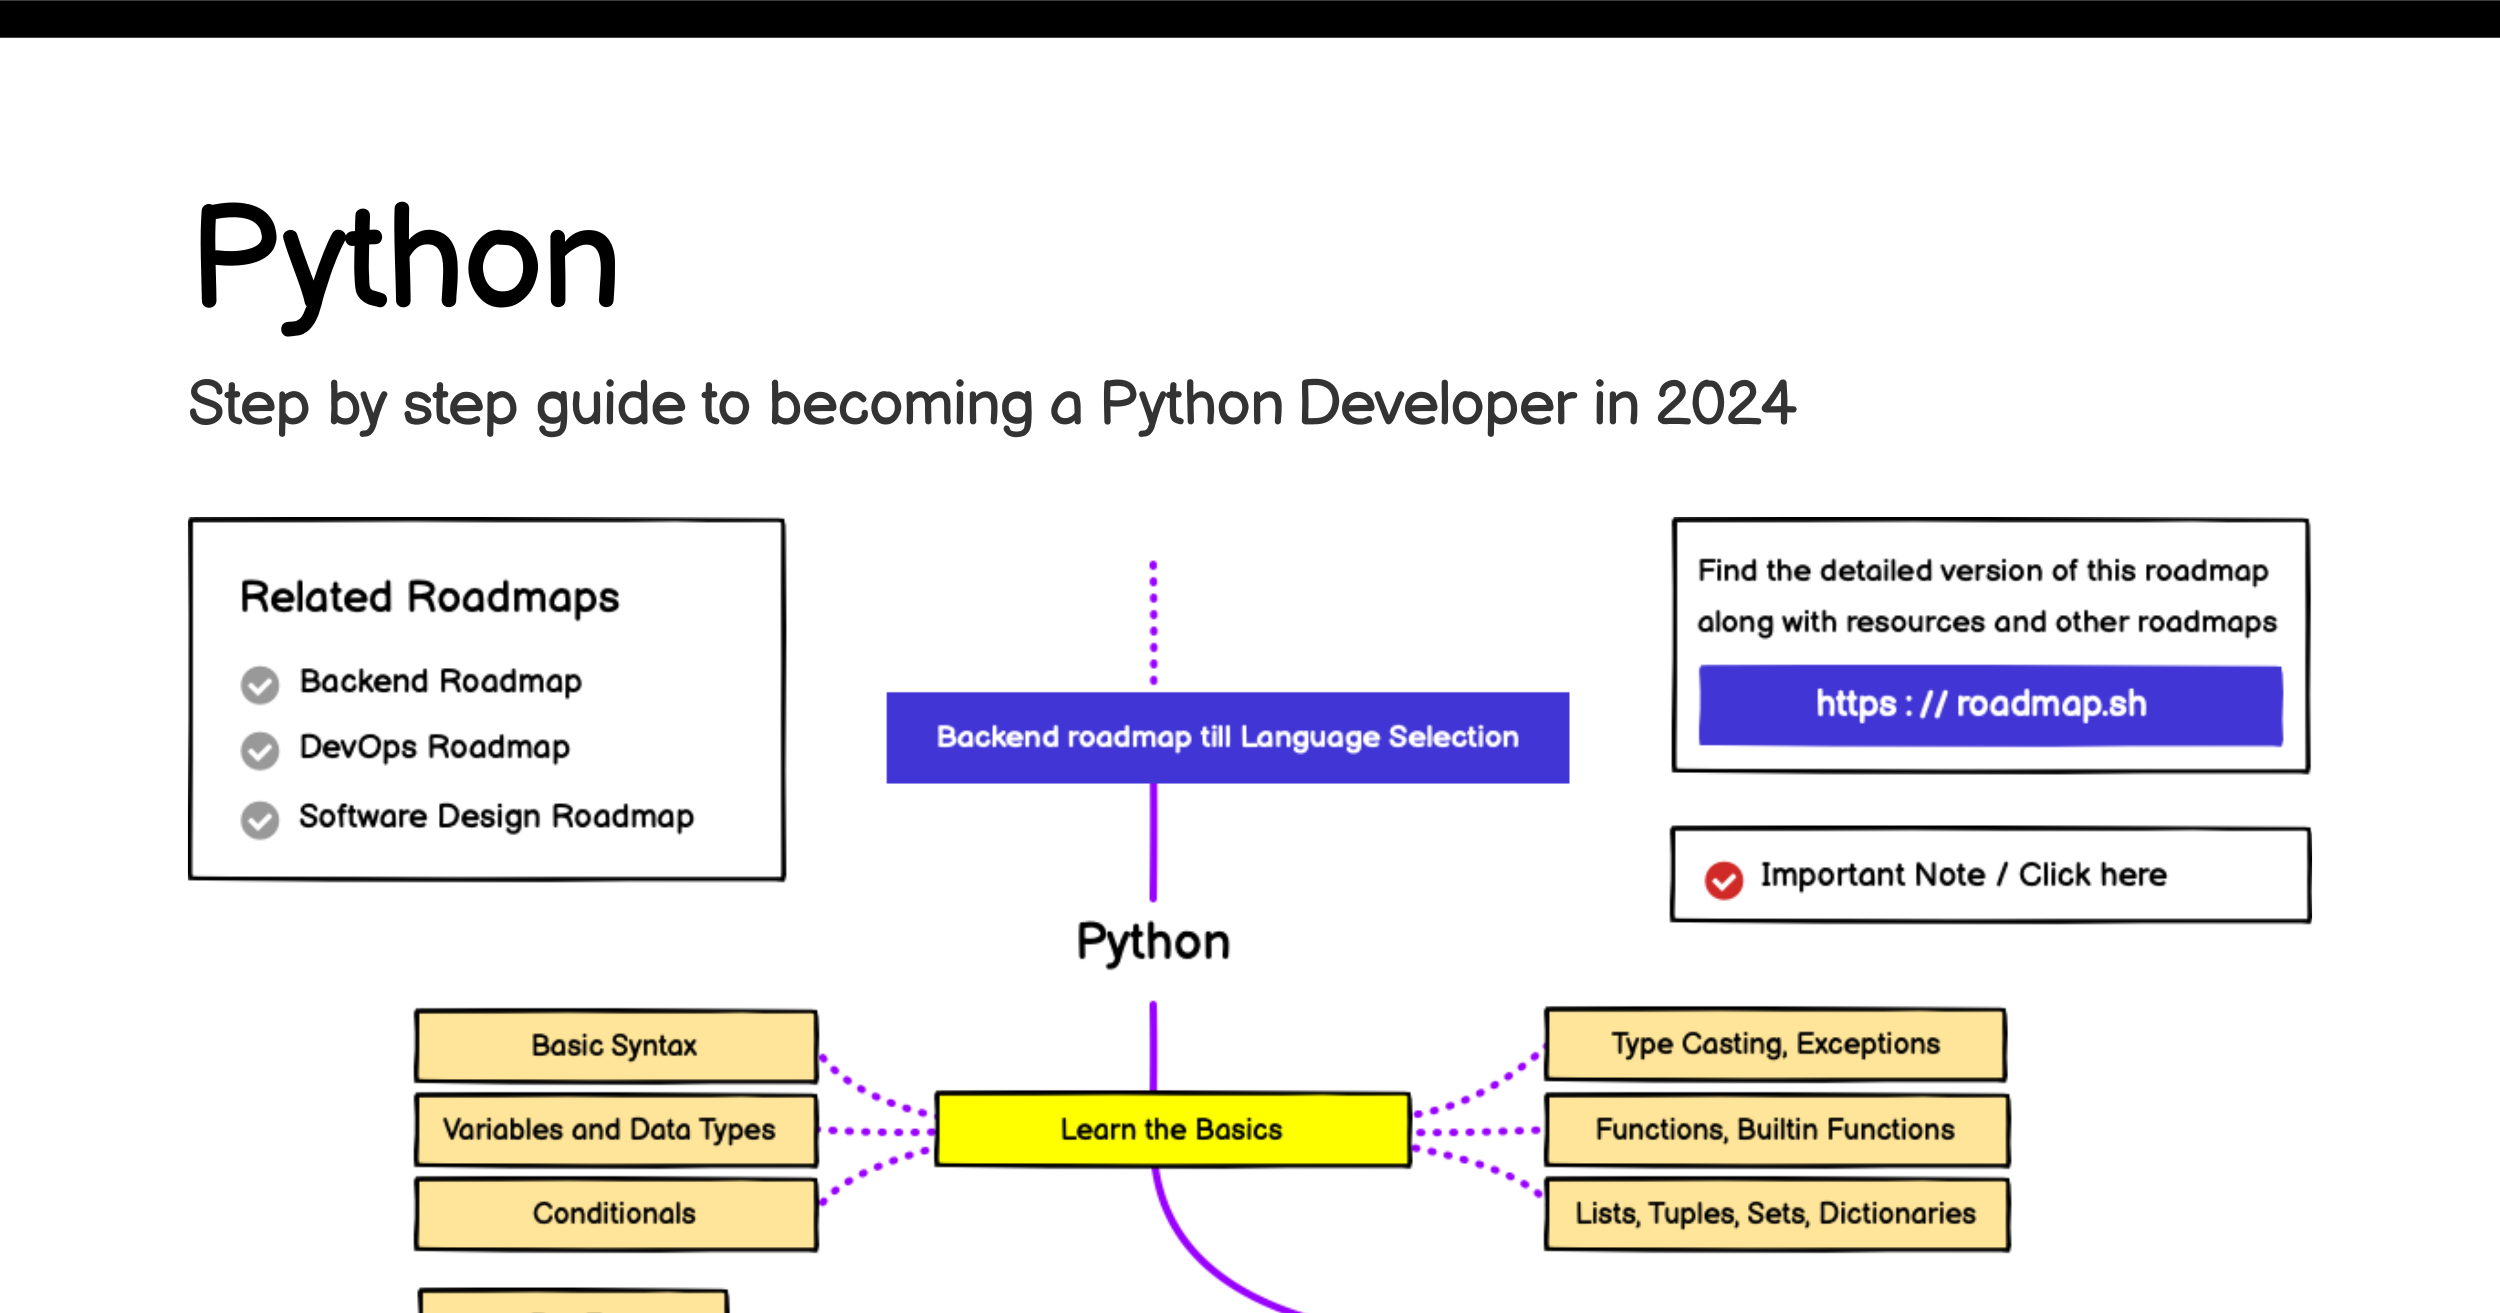 Python
Step by step guide to becoming a Python Developer in 2024
Related Roadmaps
Backend Roadmap
DevOps Roadmap
Software Design Roadmap
Find the detailed version of this roadmap
along with resources and other roadmaps
https : // roadmap.sh
Important Note / Click here
Backend roadmap till Language Selection
Python
Basic Syntax
Variables and Data Types
Conditionals
Learn the Basics
Type Casting, Exceptions
Functions, Builtin Functions
Lists, Tuples, Sets, Dictionaries